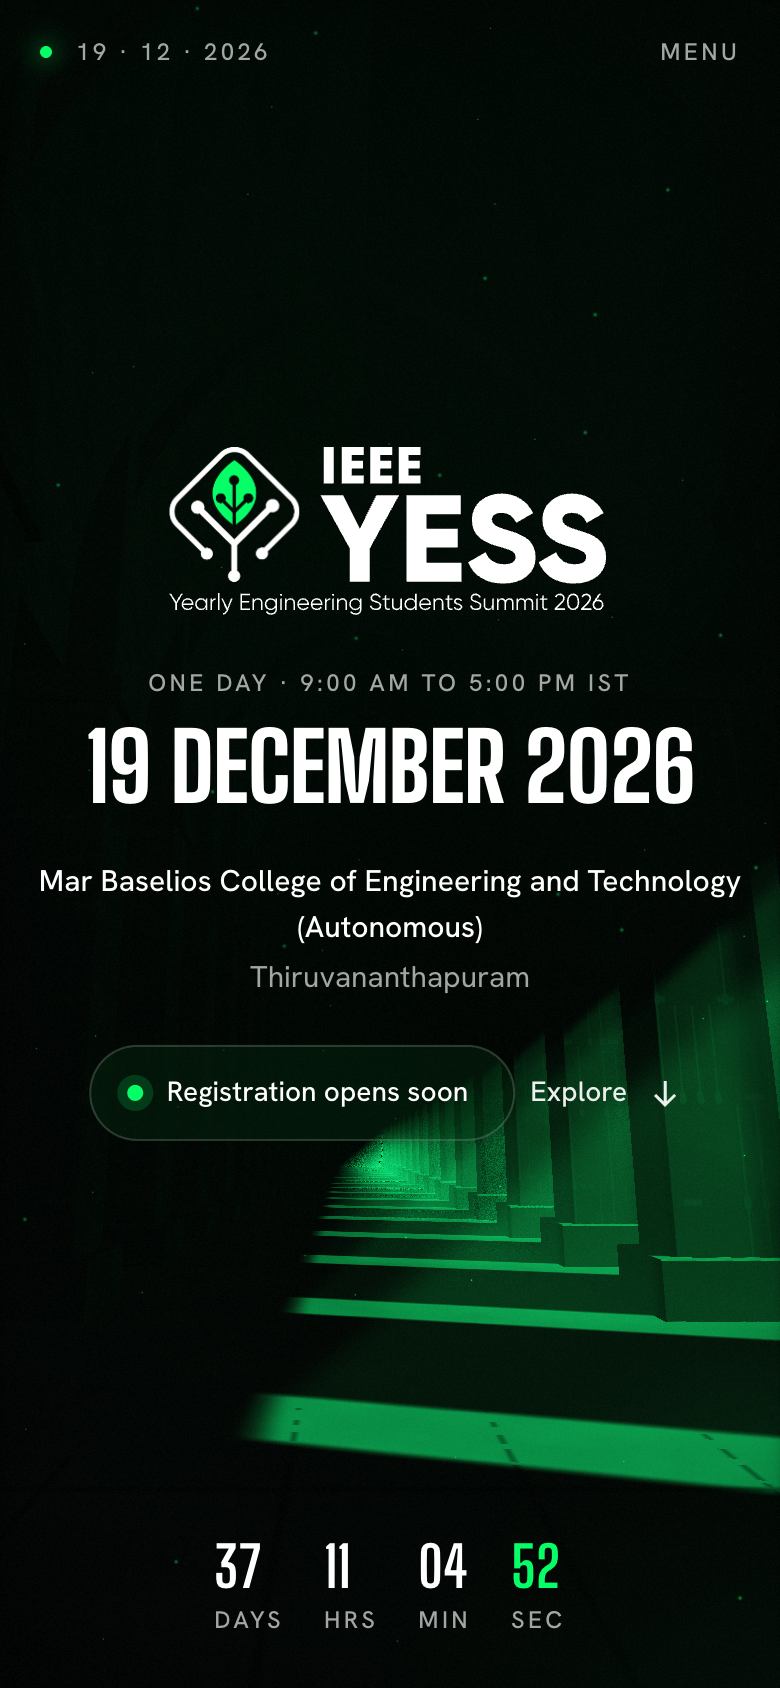 19 · 12 · 2026
MENU
IEEE
YESS
Yearly Engineering Students Summit 2026
ONE DAY · 9:00 AM TO 5:00 PM IST
19 DECEMBER 2026
Mar Baselios College of Engineering and Technology
(Autonomous)
Thiruvananthapuram
Registration opens soon
Explore ↓
37 11 04 52
DAYS HRS MIN SEC